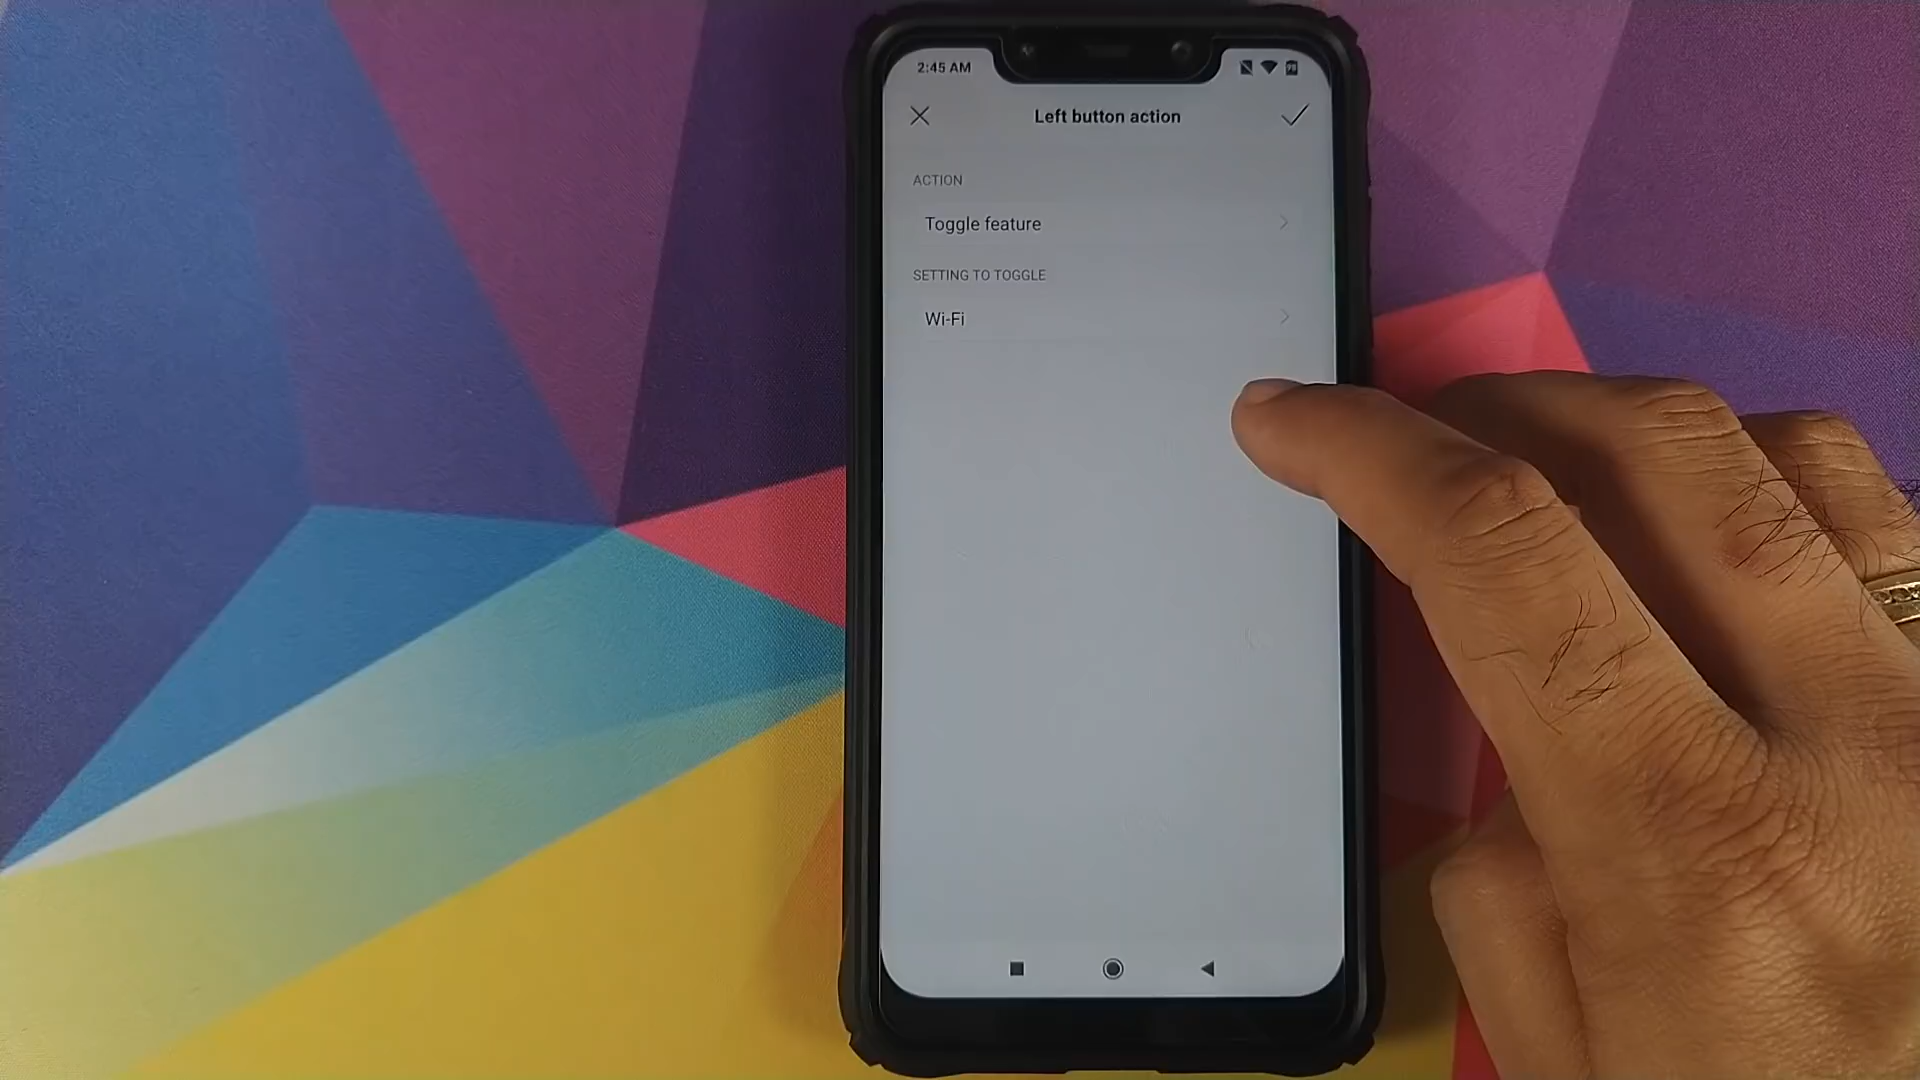 2:45 AM
Left button action
ACTION
Toggle feature
SETTING TO TOGGLE
Wi-Fi